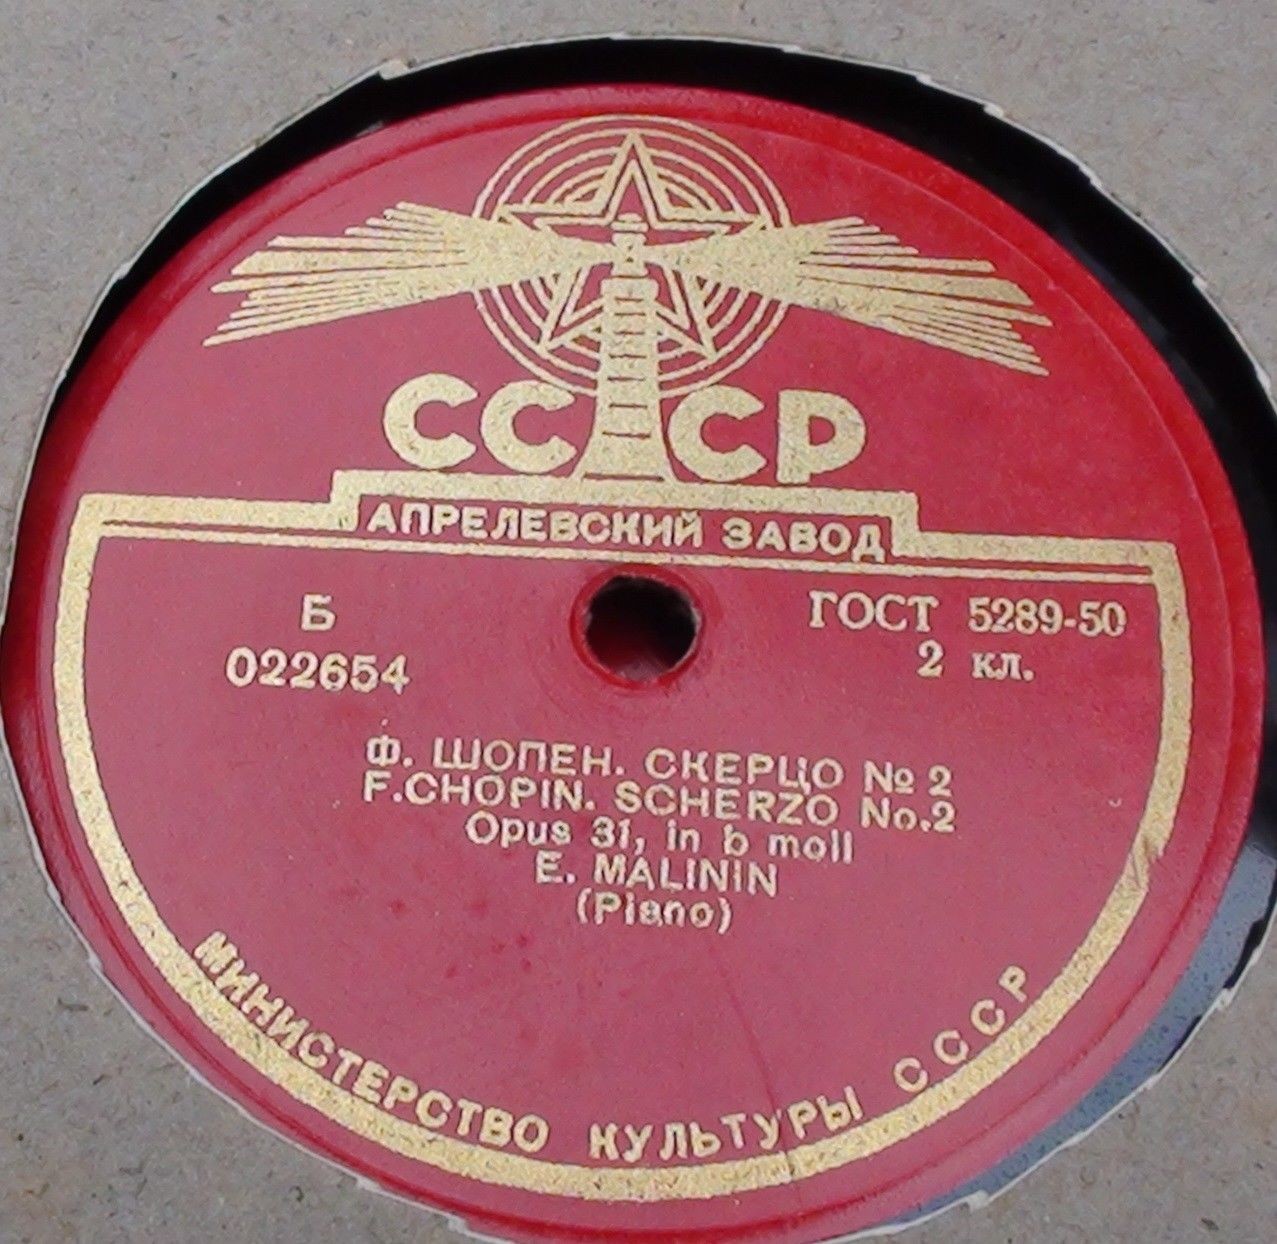 СССР
АПРЕЛЕВСКИЙ ЗАВОД
Б
022654
ГОСТ 5289-50
2 кл.
Ф. ШОПЕН. СКЕРЦО № 2
F.CHOPIN. SCHERZO No.2
Opus 31, in b moll
E. MALININ
(Piano)
МИНИСТЕРСТВО КУЛЬТУРЫ СССР